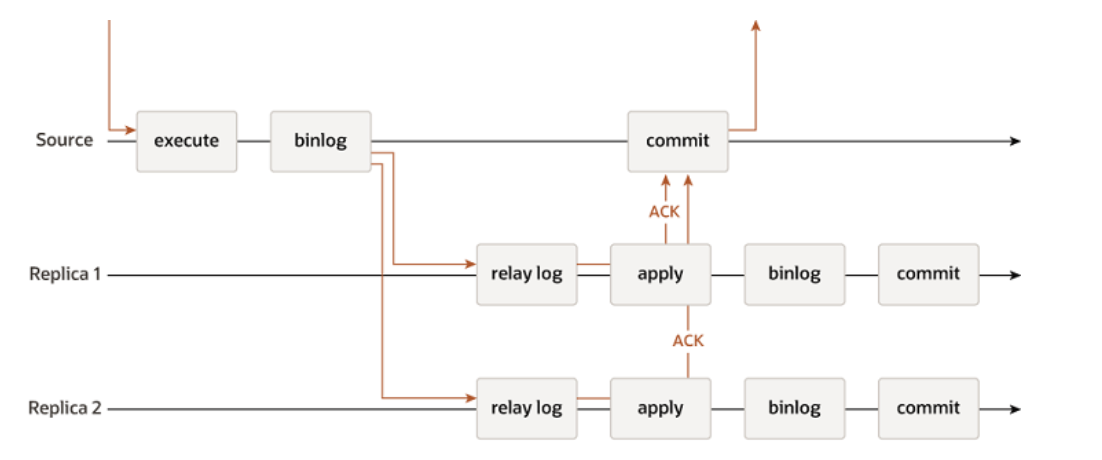 Source
execute
binlog
commit
ACK
Replica 1
relay log
apply
binlog
commit
ACK
Replica 2
relay log
apply
binlog
commit